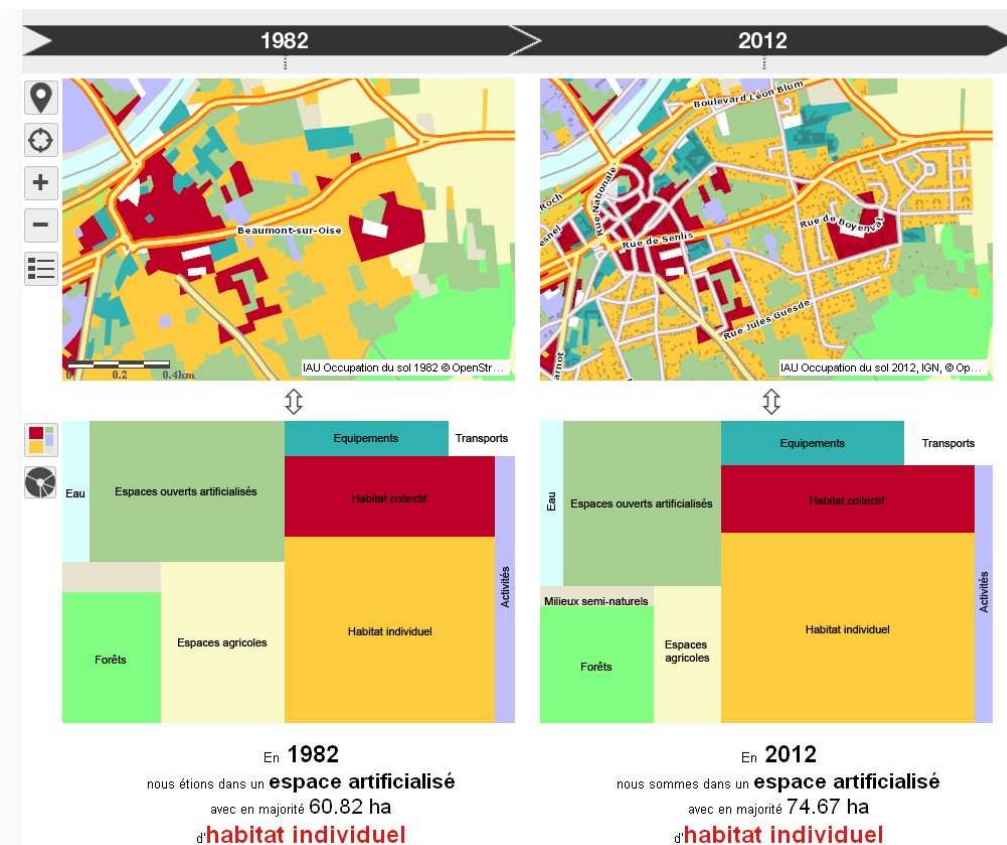 1982
2012
Boulevard Léon Blum
Roch
Rue Nationale
esnel
Beaumont-sur-Oise
Rue de Senlis
Rue de Boyenval
Rue Jules Guesde
arnot
0 0.2 0.4km
IAU Occupation du sol 1982 © OpenStr...
IAU Occupation du sol 2012, IGN, © Op...
Eau
Espaces ouverts artificialisés
Equipements
Transports
Habitat collectif
Activités
Habitat individuel
Espaces agricoles
Forêts
Eau
Espaces ouverts artificialisés
Equipements
Transports
Habitat collectif
Activités
Milieux semi-naturels
Habitat individuel
Espaces
agricoles
Forêts
En 1982
nous étions dans un espace artificialisé
avec en majorité 60.82 ha
d'habitat individuel
En 2012
nous sommes dans un espace artificialisé
avec en majorité 74.67 ha
d'habitat individuel